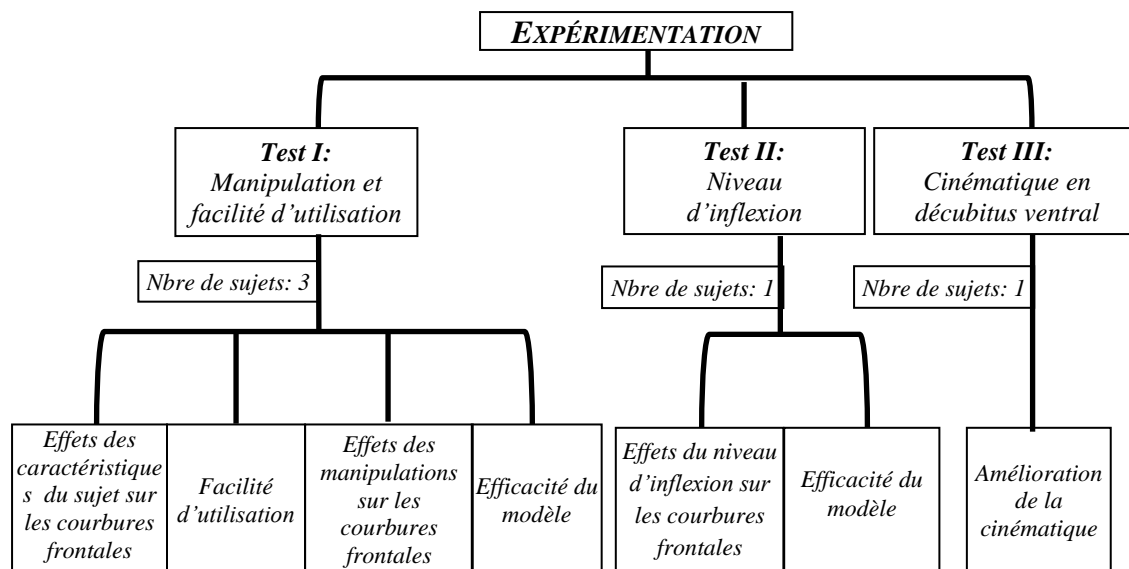 EXPÉRIMENTATION
Test I:
Manipulation et
facilité d’utilisation
Test II:
Niveau
d’inflexion
Test III:
Cinématique en
décubitus ventral
Nbre de sujets: 3
Nbre de sujets: 1
Nbre de sujets: 1
Effets des
caractéristique
s du sujet sur
les courbures
frontales
Facilité
d’utilisation
Effets des
manipulations
sur les
courbures
frontales
Efficacité du
modèle
Effets du niveau
d’inflexion sur
les courbures
frontales
Efficacité du
modèle
Amélioration
de la
cinématique